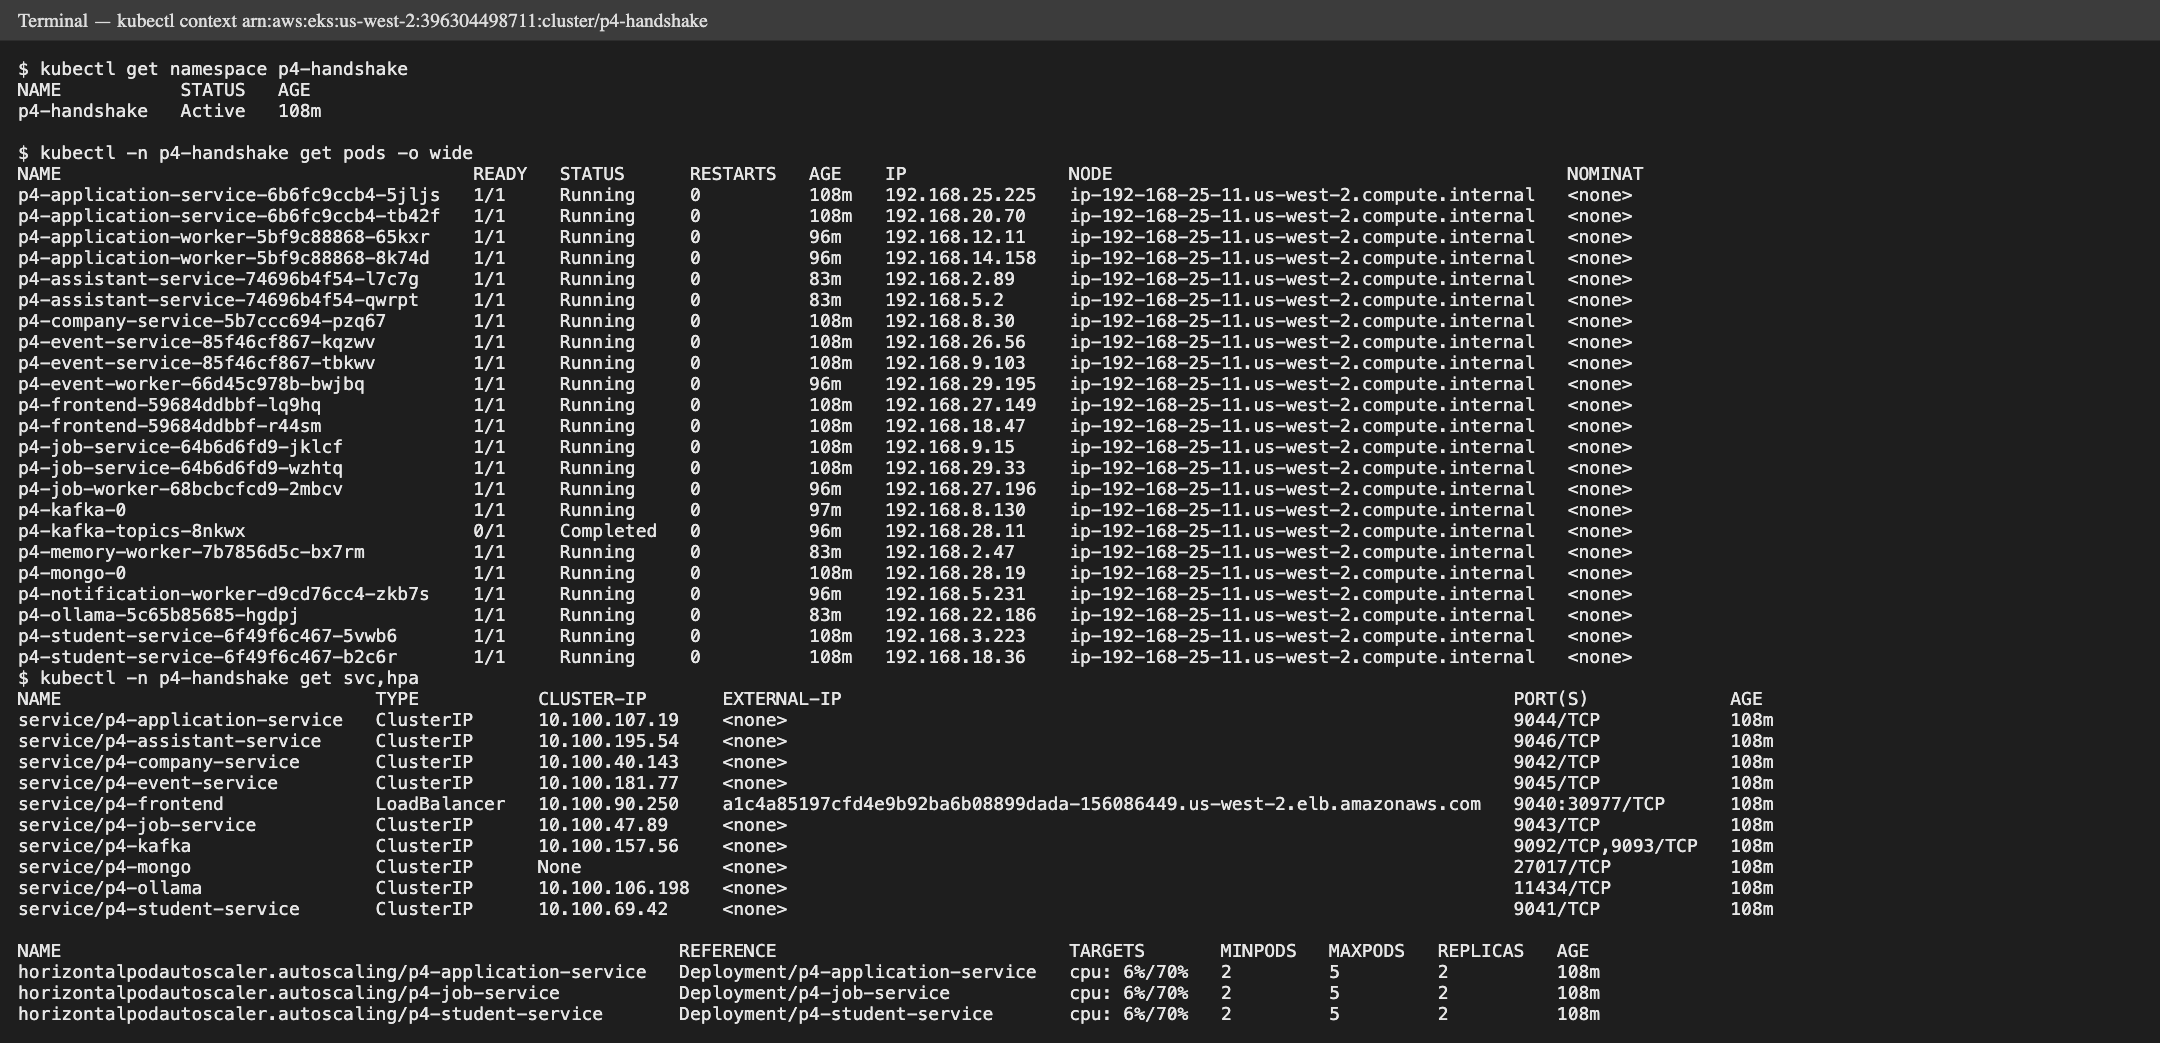 Terminal — kubectl context arn:aws:eks:us-west-2:396304498711:cluster/p4-handshake
$ kubectl get namespace p4-handshake
NAME           STATUS   AGE
p4-handshake   Active   108m
$ kubectl -n p4-handshake get pods -o wide
NAME                                      READY   STATUS      RESTARTS   AGE    IP               NODE                                          NOMINAT
p4-application-service-6b6fc9ccb4-5jljs   1/1     Running     0          108m   192.168.25.225   ip-192-168-25-11.us-west-2.compute.internal   <none>
p4-application-service-6b6fc9ccb4-tb42f   1/1     Running     0          108m   192.168.20.70    ip-192-168-25-11.us-west-2.compute.internal   <none>
p4-application-worker-5bf9c88868-65kxr    1/1     Running     0          96m    192.168.12.11    ip-192-168-25-11.us-west-2.compute.internal   <none>
p4-application-worker-5bf9c88868-8k74d    1/1     Running     0          96m    192.168.14.158   ip-192-168-25-11.us-west-2.compute.internal   <none>
p4-assistant-service-74696b4f54-l7c7g     1/1     Running     0          83m    192.168.2.89     ip-192-168-25-11.us-west-2.compute.internal   <none>
p4-assistant-service-74696b4f54-qwrpt     1/1     Running     0          83m    192.168.5.2      ip-192-168-25-11.us-west-2.compute.internal   <none>
p4-company-service-5b7ccc694-pzq67        1/1     Running     0          108m   192.168.8.30     ip-192-168-25-11.us-west-2.compute.internal   <none>
p4-event-service-85f46cf867-kqzwv         1/1     Running     0          108m   192.168.26.56    ip-192-168-25-11.us-west-2.compute.internal   <none>
p4-event-service-85f46cf867-tbkwv         1/1     Running     0          108m   192.168.9.103    ip-192-168-25-11.us-west-2.compute.internal   <none>
p4-event-worker-66d45c978b-bwjbq          1/1     Running     0          96m    192.168.29.195   ip-192-168-25-11.us-west-2.compute.internal   <none>
p4-frontend-59684ddbbf-lq9hq              1/1     Running     0          108m   192.168.27.149   ip-192-168-25-11.us-west-2.compute.internal   <none>
p4-frontend-59684ddbbf-r44sm              1/1     Running     0          108m   192.168.18.47    ip-192-168-25-11.us-west-2.compute.internal   <none>
p4-job-service-64b6d6fd9-jklcf            1/1     Running     0          108m   192.168.9.15     ip-192-168-25-11.us-west-2.compute.internal   <none>
p4-job-service-64b6d6fd9-wzhtq            1/1     Running     0          108m   192.168.29.33    ip-192-168-25-11.us-west-2.compute.internal   <none>
p4-job-worker-68bcbcfcd9-2mbcv            1/1     Running     0          96m    192.168.27.196   ip-192-168-25-11.us-west-2.compute.internal   <none>
p4-kafka-0                                1/1     Running     0          97m    192.168.8.130    ip-192-168-25-11.us-west-2.compute.internal   <none>
p4-kafka-topics-8nkwx                     0/1     Completed   0          96m    192.168.28.11    ip-192-168-25-11.us-west-2.compute.internal   <none>
p4-memory-worker-7b7856d5c-bx7rm          1/1     Running     0          83m    192.168.2.47     ip-192-168-25-11.us-west-2.compute.internal   <none>
p4-mongo-0                                1/1     Running     0          108m   192.168.28.19    ip-192-168-25-11.us-west-2.compute.internal   <none>
p4-notification-worker-d9cd76cc4-zkb7s    1/1     Running     0          96m    192.168.5.231    ip-192-168-25-11.us-west-2.compute.internal   <none>
p4-ollama-5c65b85685-hgdpj                1/1     Running     0          83m    192.168.22.186   ip-192-168-25-11.us-west-2.compute.internal   <none>
p4-student-service-6f49f6c467-5vwb6       1/1     Running     0          108m   192.168.3.223    ip-192-168-25-11.us-west-2.compute.internal   <none>
p4-student-service-6f49f6c467-b2c6r       1/1     Running     0          108m   192.168.18.36    ip-192-168-25-11.us-west-2.compute.internal   <none>
$ kubectl -n p4-handshake get svc,hpa
NAME                             TYPE           CLUSTER-IP       EXTERNAL-IP                                                              PORT(S)             AGE
service/p4-application-service   ClusterIP      10.100.107.19    <none>                                                                   9044/TCP            108m
service/p4-assistant-service     ClusterIP      10.100.195.54    <none>                                                                   9046/TCP            108m
service/p4-company-service       ClusterIP      10.100.40.143    <none>                                                                   9042/TCP            108m
service/p4-event-service         ClusterIP      10.100.181.77    <none>                                                                   9045/TCP            108m
service/p4-frontend              LoadBalancer   10.100.90.250    a1c4a85197cfd4e9b92ba6b08899dada-156086449.us-west-2.elb.amazonaws.com   9040:30977/TCP      108m
service/p4-job-service           ClusterIP      10.100.47.89     <none>                                                                   9043/TCP            108m
service/p4-kafka                 ClusterIP      10.100.157.56    <none>                                                                   9092/TCP,9093/TCP   108m
service/p4-mongo                 ClusterIP      None             <none>                                                                   27017/TCP           108m
service/p4-ollama                ClusterIP      10.100.106.198   <none>                                                                   11434/TCP           108m
service/p4-student-service       ClusterIP      10.100.69.42     <none>                                                                   9041/TCP            108m
NAME                                                         REFERENCE                           TARGETS       MINPODS   MAXPODS   REPLICAS   AGE
horizontalpodautoscaler.autoscaling/p4-application-service   Deployment/p4-application-service   cpu: 6%/70%   2         5         2          108m
horizontalpodautoscaler.autoscaling/p4-job-service           Deployment/p4-job-service           cpu: 6%/70%   2         5         2          108m
horizontalpodautoscaler.autoscaling/p4-student-service       Deployment/p4-student-service       cpu: 6%/70%   2         5         2          108m